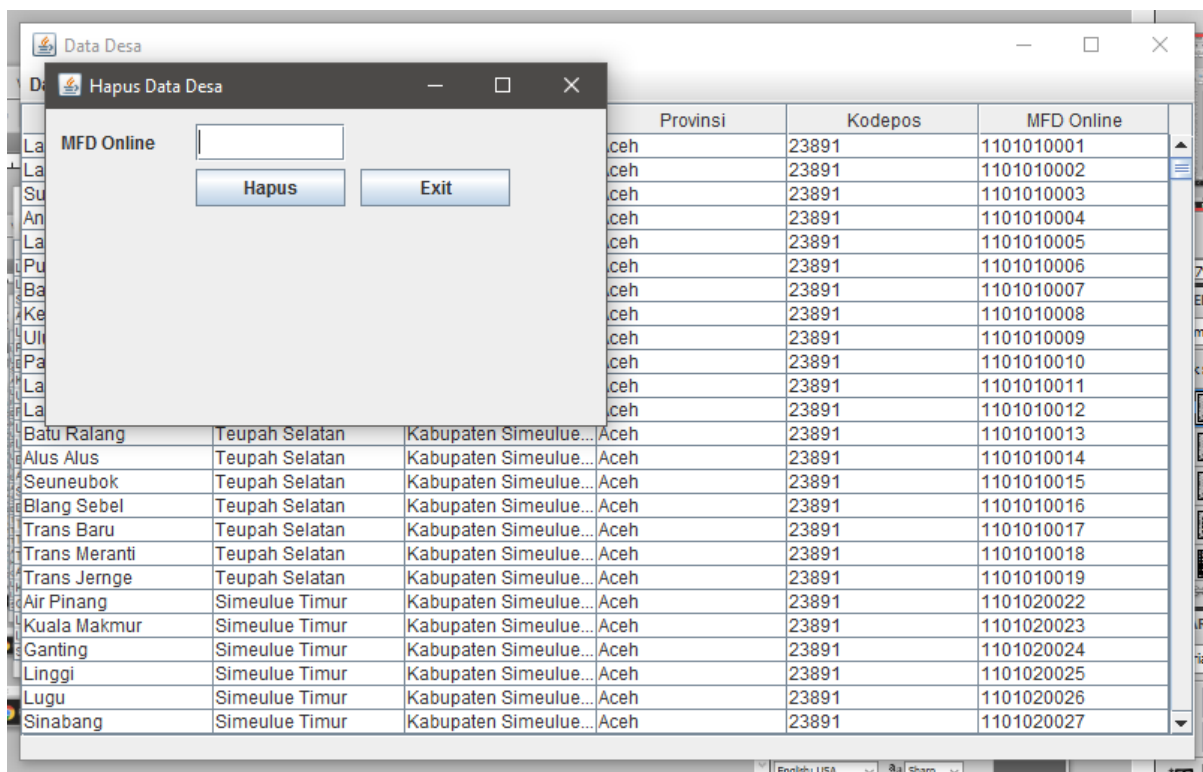 Data Desa
Hapus Data Desa
MFD Online
Hapus Exit
Provinsi Kodepos MFD Online
Aceh 23891 1101010001
Aceh 23891 1101010002
Aceh 23891 1101010003
Aceh 23891 1101010004
Aceh 23891 1101010005
Aceh 23891 1101010006
Aceh 23891 1101010007
Aceh 23891 1101010008
Aceh 23891 1101010009
Aceh 23891 1101010010
Aceh 23891 1101010011
Aceh 23891 1101010012
Batu Ralang Teupah Selatan Kabupaten Simeulue... Aceh 23891 1101010013
Alus Alus Teupah Selatan Kabupaten Simeulue... Aceh 23891 1101010014
Seuneubok Teupah Selatan Kabupaten Simeulue... Aceh 23891 1101010015
Blang Sebel Teupah Selatan Kabupaten Simeulue... Aceh 23891 1101010016
Trans Baru Teupah Selatan Kabupaten Simeulue... Aceh 23891 1101010017
Trans Meranti Teupah Selatan Kabupaten Simeulue... Aceh 23891 1101010018
Trans Jernge Teupah Selatan Kabupaten Simeulue... Aceh 23891 1101010019
Air Pinang Simeulue Timur Kabupaten Simeulue... Aceh 23891 1101020022
Kuala Makmur Simeulue Timur Kabupaten Simeulue... Aceh 23891 1101020023
Ganting Simeulue Timur Kabupaten Simeulue... Aceh 23891 1101020024
Linggi Simeulue Timur Kabupaten Simeulue... Aceh 23891 1101020025
Lugu Simeulue Timur Kabupaten Simeulue... Aceh 23891 1101020026
Sinabang Simeulue Timur Kabupaten Simeulue... Aceh 23891 1101020027
English: USA